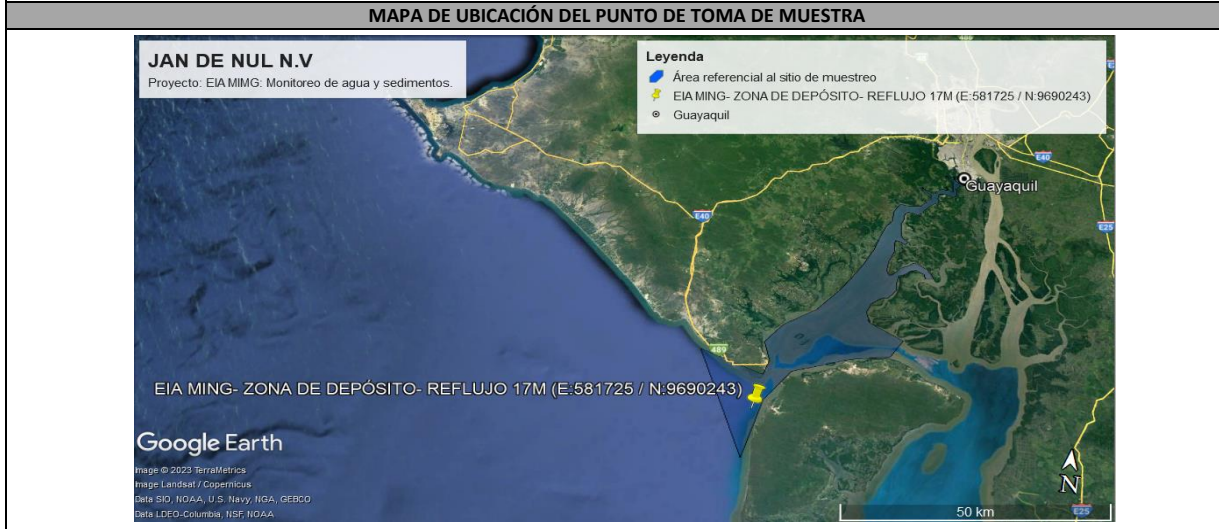 MAPA DE UBICACIÓN DEL PUNTO DE TOMA DE MUESTRA
JAN DE NUL N.V
Proyecto: EIA MIMG: Monitoreo de agua y sedimentos.
Leyenda
Área referencial al sitio de muestreo
EIA MING- ZONA DE DEPÓSITO- REFLUJO 17M (E:581725 / N:9690243)
Guayaquil
E40
Guayaquil
E40
E25
489
EIA MING- ZONA DE DEPÓSITO- REFLUJO 17M (E:581725 / N:9690243)
Google Earth
Image © 2023 TerraMetrics
Image Landsat / Copernicus
Data SIO, NOAA, U.S. Navy, NGA, GEBCO
Data LDEO-Columbia, NSF, NOAA
N
50 km
E25